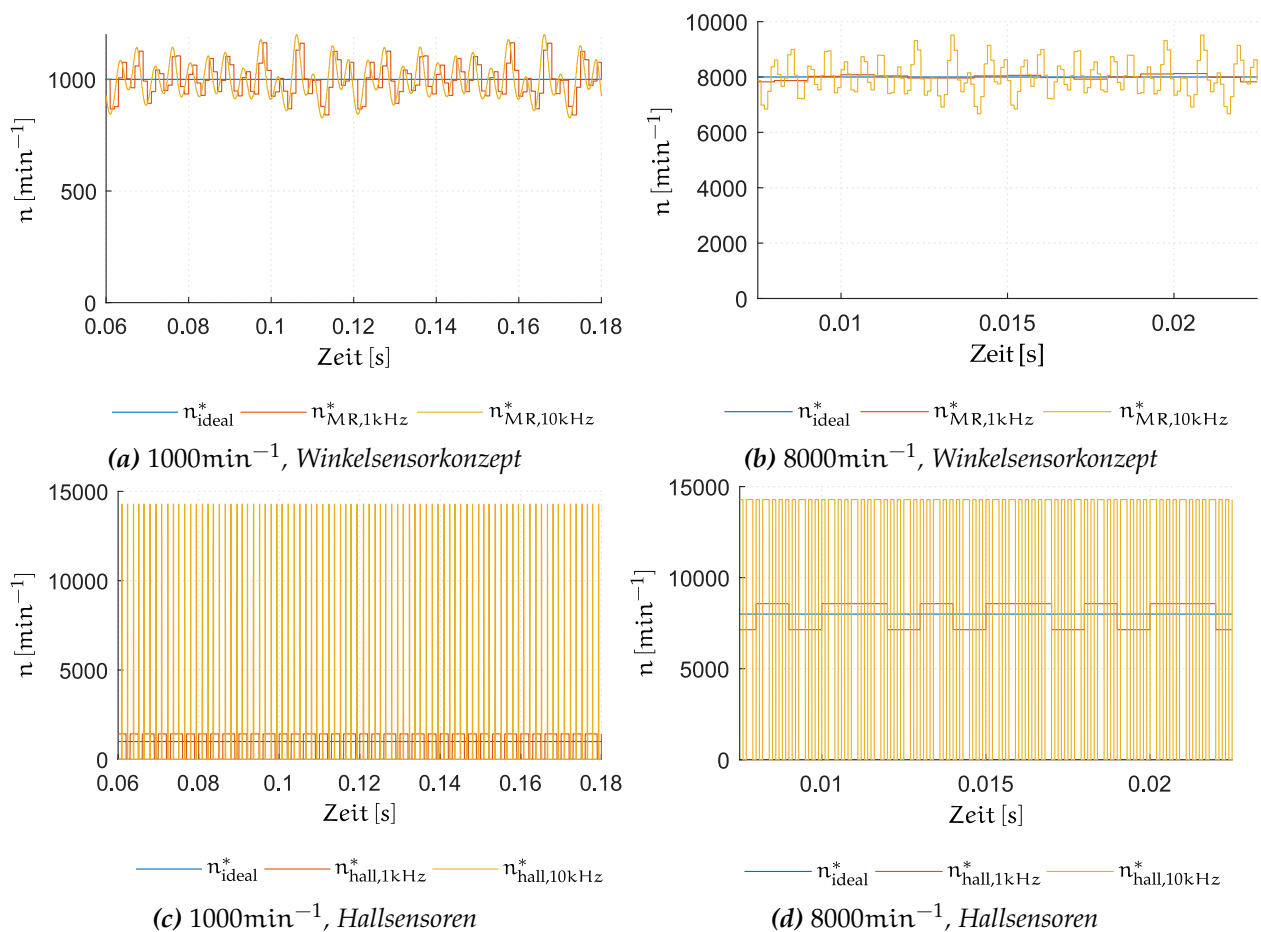 1000
500
0
n [min⁻¹]
0.06 0.08 0.1 0.12 0.14 0.16 0.18
Zeit [s]
n*ideal n*MR,1kHz n*MR,10kHz
(a) 1000min⁻¹, Winkelsensorkonzept
10000
8000
6000
4000
2000
0
n [min⁻¹]
0.01 0.015 0.02
Zeit [s]
n*ideal n*MR,1kHz n*MR,10kHz
(b) 8000min⁻¹, Winkelsensorkonzept
15000
10000
5000
0
n [min⁻¹]
0.06 0.08 0.1 0.12 0.14 0.16 0.18
Zeit [s]
n*ideal n*hall,1kHz n*hall,10kHz
(c) 1000min⁻¹, Hallsensoren
15000
10000
5000
0
n [min⁻¹]
0.01 0.015 0.02
Zeit [s]
n*ideal n*hall,1kHz n*hall,10kHz
(d) 8000min⁻¹, Hallsensoren